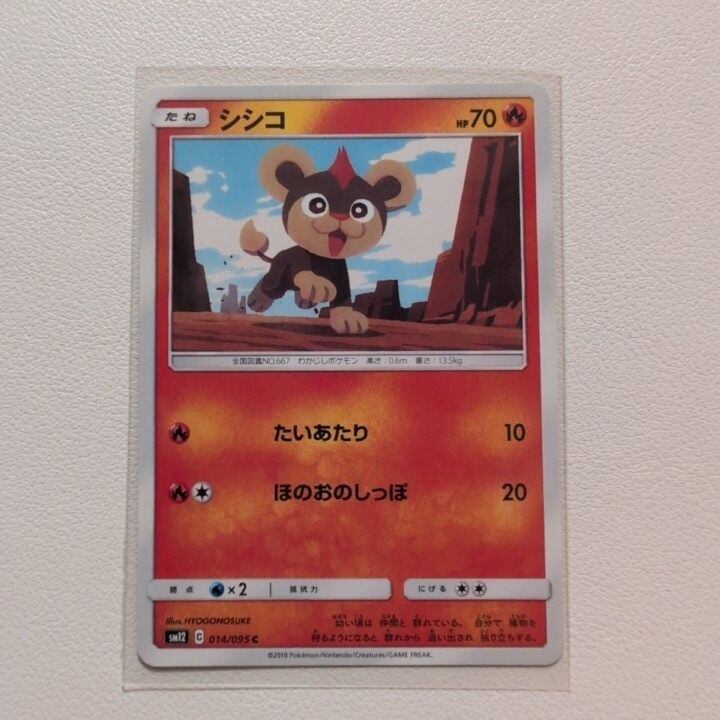 たね シシコ HP70
全国図鑑NO.667 わかじしポケモン 高さ：0.6m 重さ：13.5kg
たいあたり 10
ほのおのしっぽ 20
弱点 ×2 抵抗力 にげる
Illus. HYOGONOSUKE
幼い頃は 仲間と 群れている。 自分で 獲物を
狩るようになると 群れから 追い出され 独り立ちする。
sm12 G 014/095 C
©2019 Pokémon/Nintendo/Creatures/GAME FREAK.